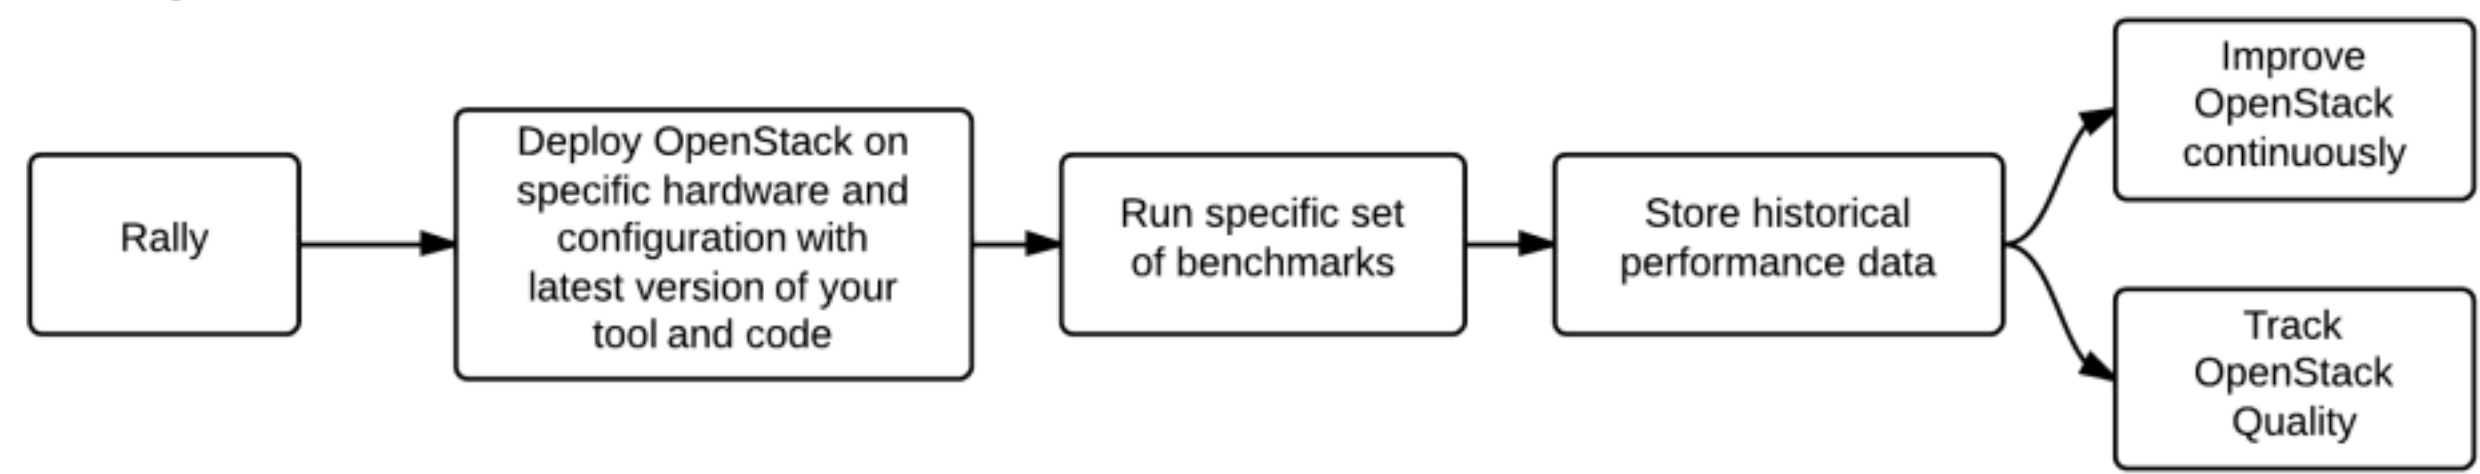 Rally
Deploy OpenStack on
specific hardware and
configuration with
latest version of your
tool and code
Run specific set
of benchmarks
Store historical
performance data
Improve
OpenStack
continuously
Track
OpenStack
Quality